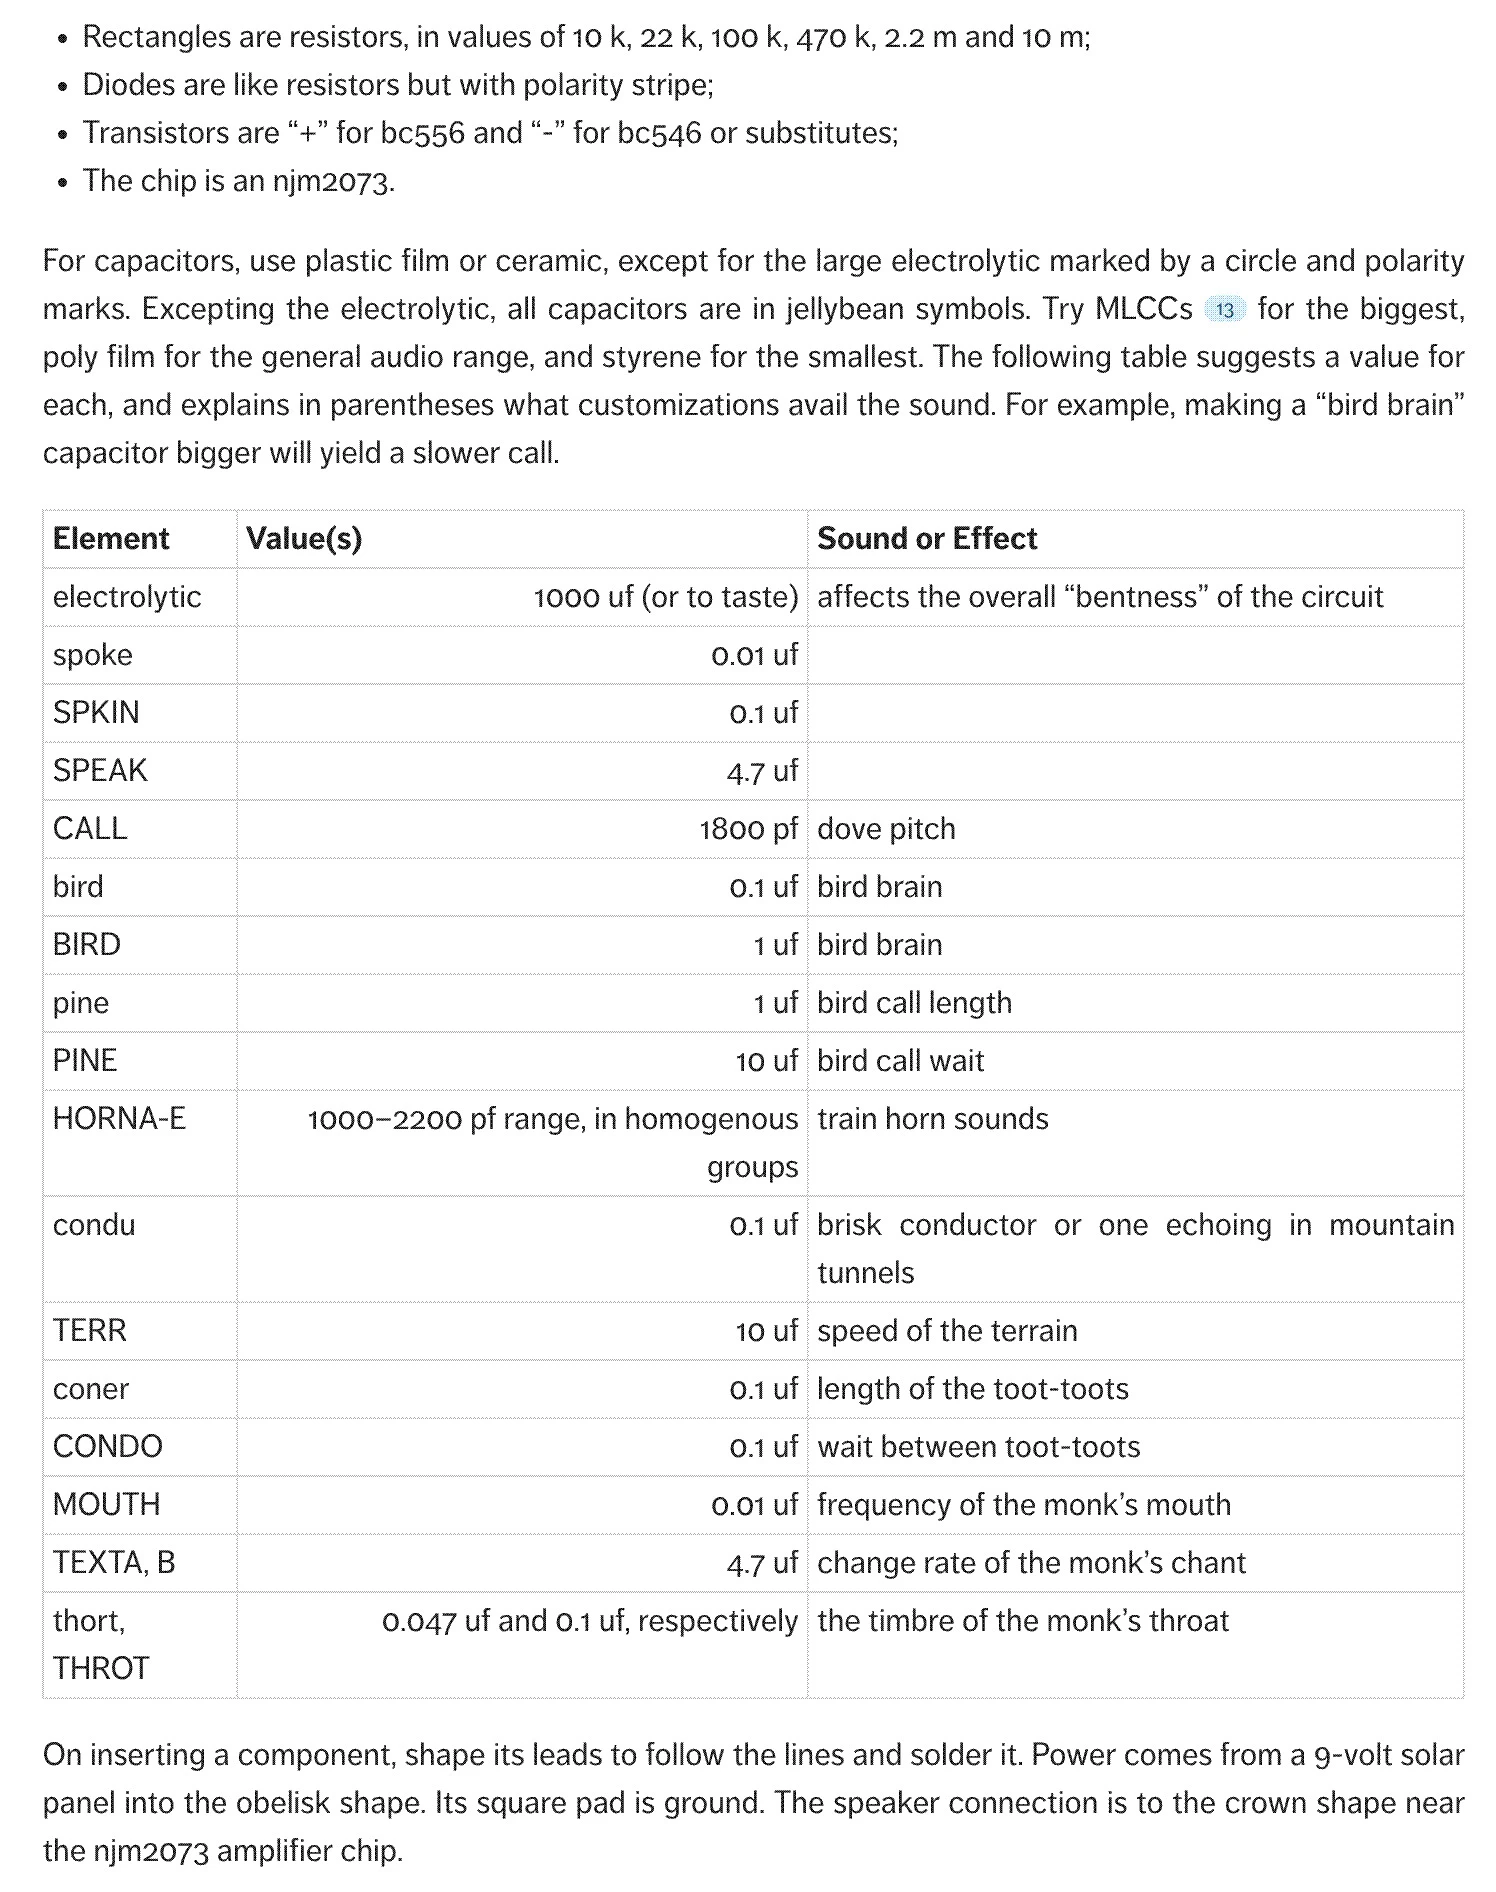 • Rectangles are resistors, in values of 10 k, 22 k, 100 k, 470 k, 2.2 m and 10 m;
• Diodes are like resistors but with polarity stripe;
• Transistors are “+” for bc556 and “-” for bc546 or substitutes;
• The chip is an njm2073.
For capacitors, use plastic film or ceramic, except for the large electrolytic marked by a circle and polarity
marks. Excepting the electrolytic, all capacitors are in jellybean symbols. Try MLCCs 13 for the biggest,
poly film for the general audio range, and styrene for the smallest. The following table suggests a value for
each, and explains in parentheses what customizations avail the sound. For example, making a “bird brain”
capacitor bigger will yield a slower call.
Element Value(s) Sound or Effect
electrolytic 1000 uf (or to taste) affects the overall “bentness” of the circuit
spoke 0.01 uf
SPKIN 0.1 uf
SPEAK 4.7 uf
CALL 1800 pf dove pitch
bird 0.1 uf bird brain
BIRD 1 uf bird brain
pine 1 uf bird call length
PINE 10 uf bird call wait
HORNA-E 1000–2200 pf range, in homogenous train horn sounds
groups
condu 0.1 uf brisk conductor or one echoing in mountain
tunnels
TERR 10 uf speed of the terrain
coner 0.1 uf length of the toot-toots
CONDO 0.1 uf wait between toot-toots
MOUTH 0.01 uf frequency of the monk’s mouth
TEXTA, B 4.7 uf change rate of the monk’s chant
thort, 0.047 uf and 0.1 uf, respectively the timbre of the monk’s throat
THROT
On inserting a component, shape its leads to follow the lines and solder it. Power comes from a 9-volt solar
panel into the obelisk shape. Its square pad is ground. The speaker connection is to the crown shape near
the njm2073 amplifier chip.